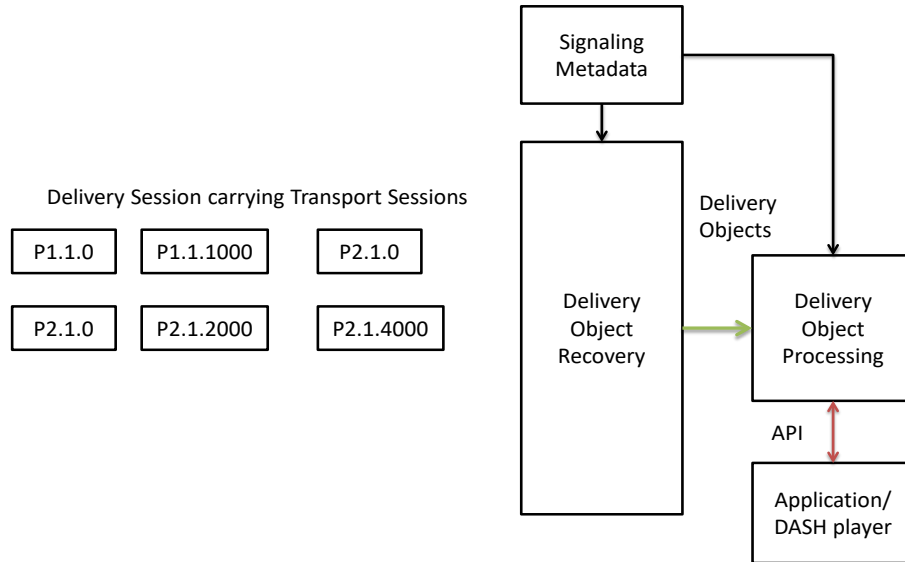 Signaling
Metadata
Delivery Session carrying Transport Sessions
P1.1.0
P1.1.1000
P2.1.0
P2.1.0
P2.1.2000
P2.1.4000
Delivery
Objects
Delivery
Object
Recovery
Delivery
Object
Processing
API
Application/
DASH player